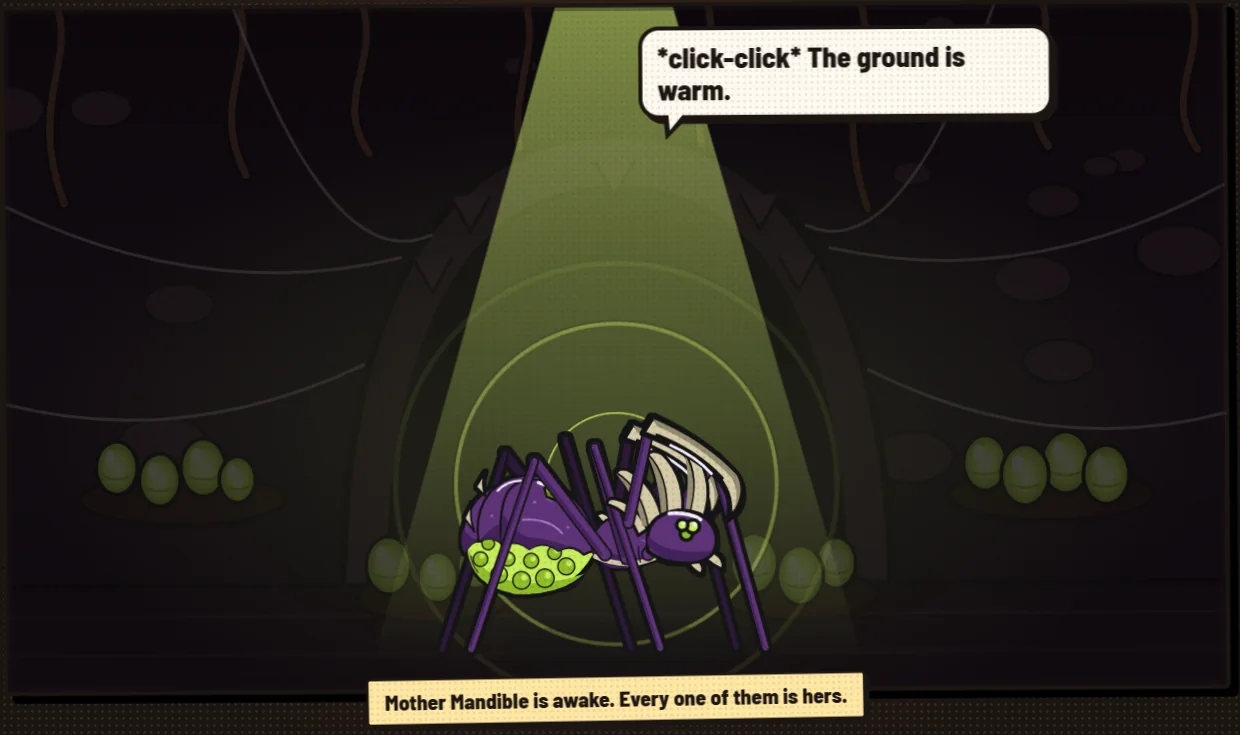 *click-click* The ground is
warm.
Mother Mandible is awake. Every one of them is hers.